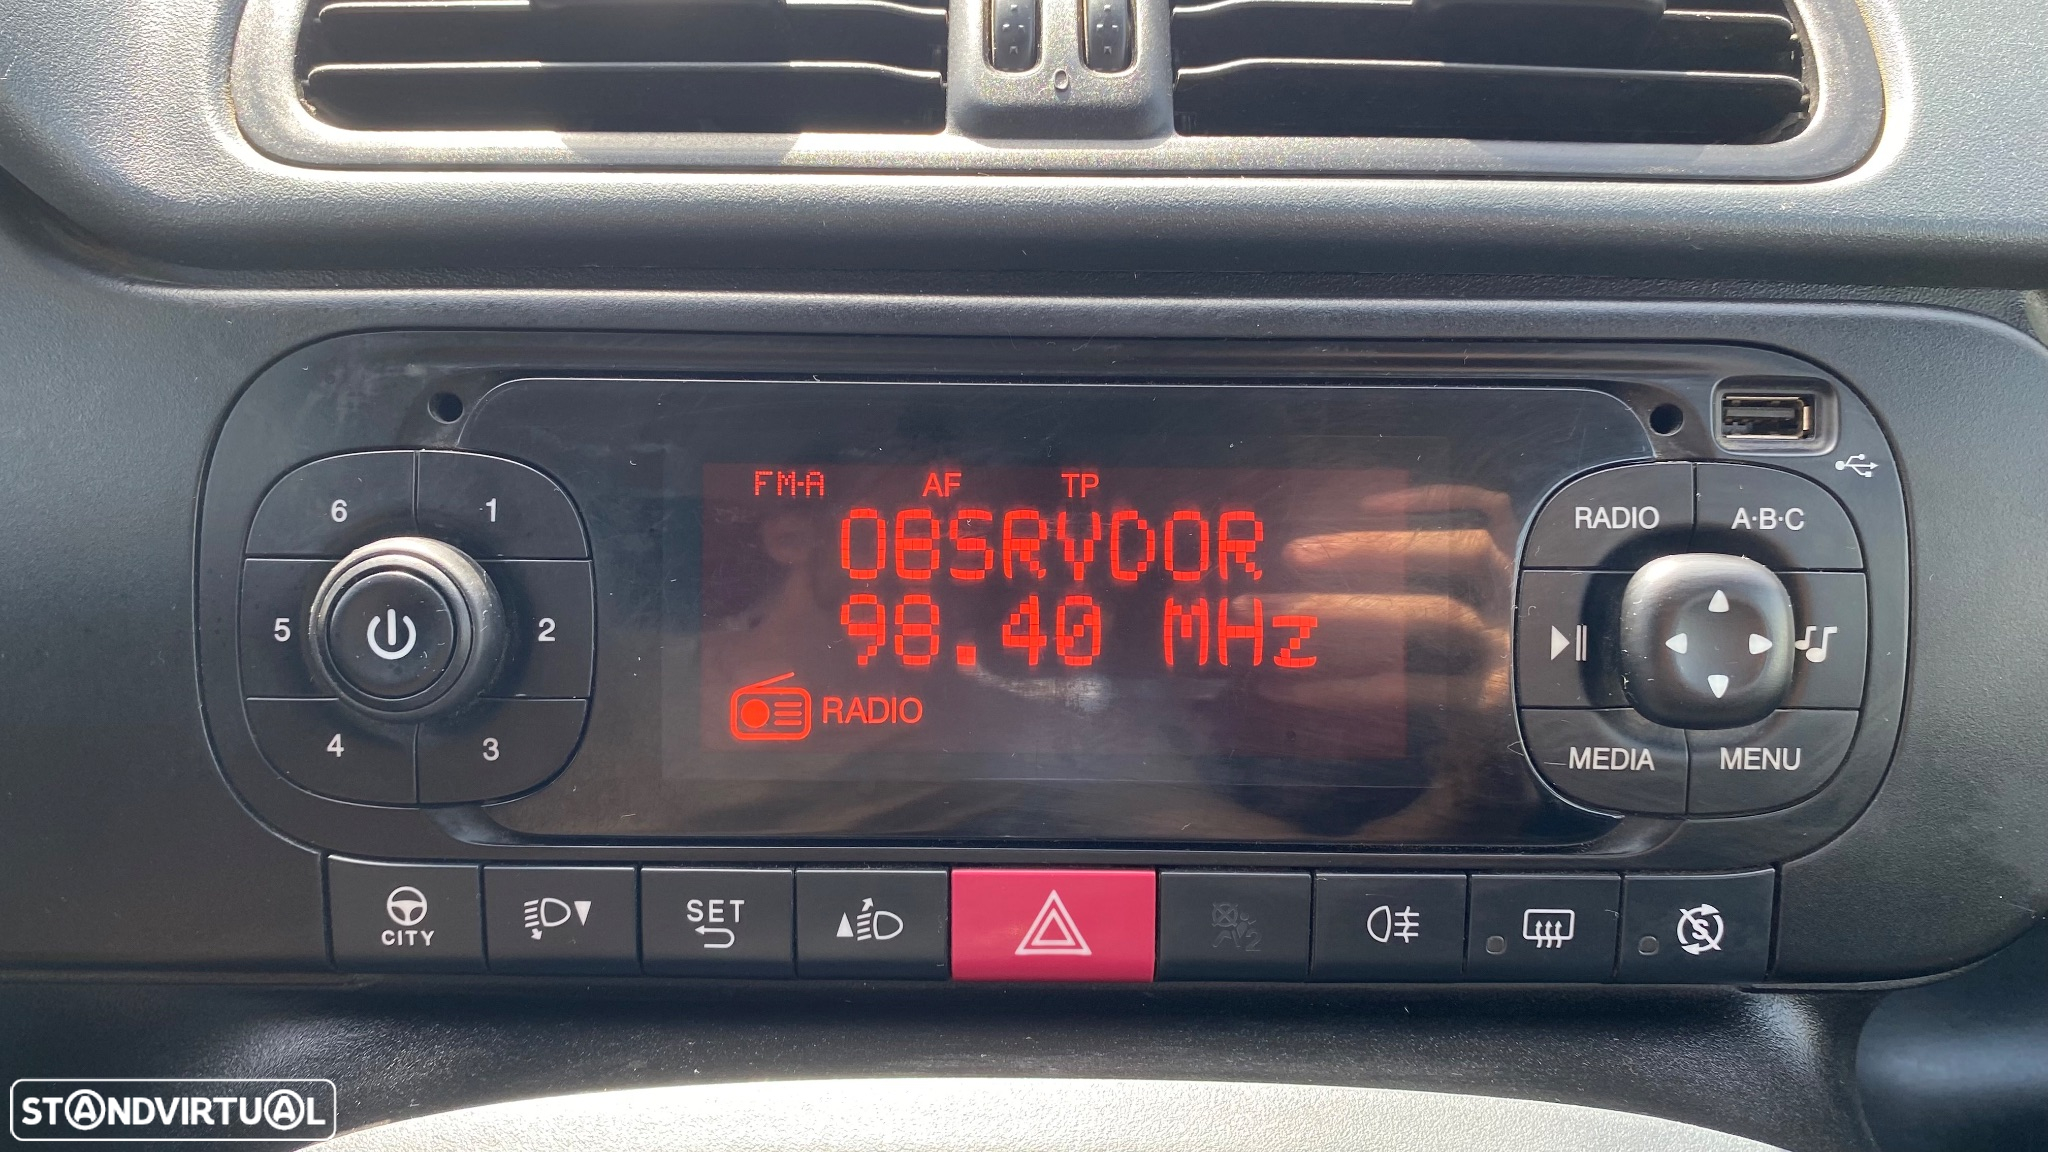 FM-A AF TP
OBSRVDOR
98.40 MHz
RADIO
6 1
5 2
4 3
RADIO A·B·C
MEDIA MENU
CITY
SET
2
STANDVIRTUAL